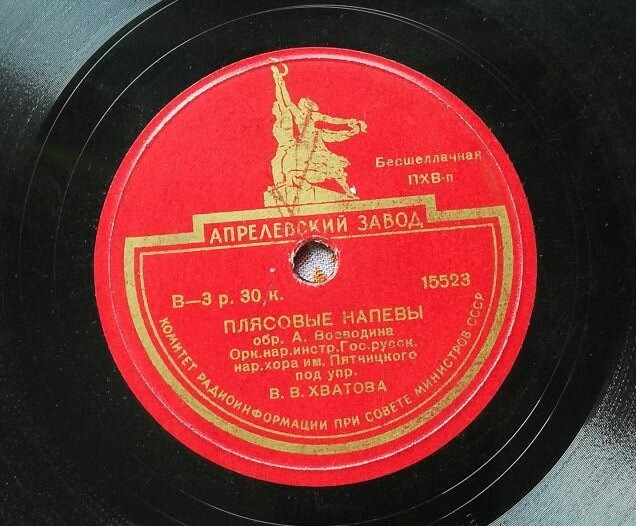 Бесшеллачная
ПХВ-п
АПРЕЛЕВСКИЙ ЗАВОД
В—3 р. 30,к.
15523
ПЛЯСОВЫЕ НАПЕВЫ
обр. А. Воеводина
Орк.нар.инстр.Гос.русск.
нар.хора им. Пятницкого
под упр.
В. В. ХВАТОВА
КОМИТЕТ РАДИОИНФОРМАЦИИ ПРИ СОВЕТЕ МИНИСТРОВ СССР